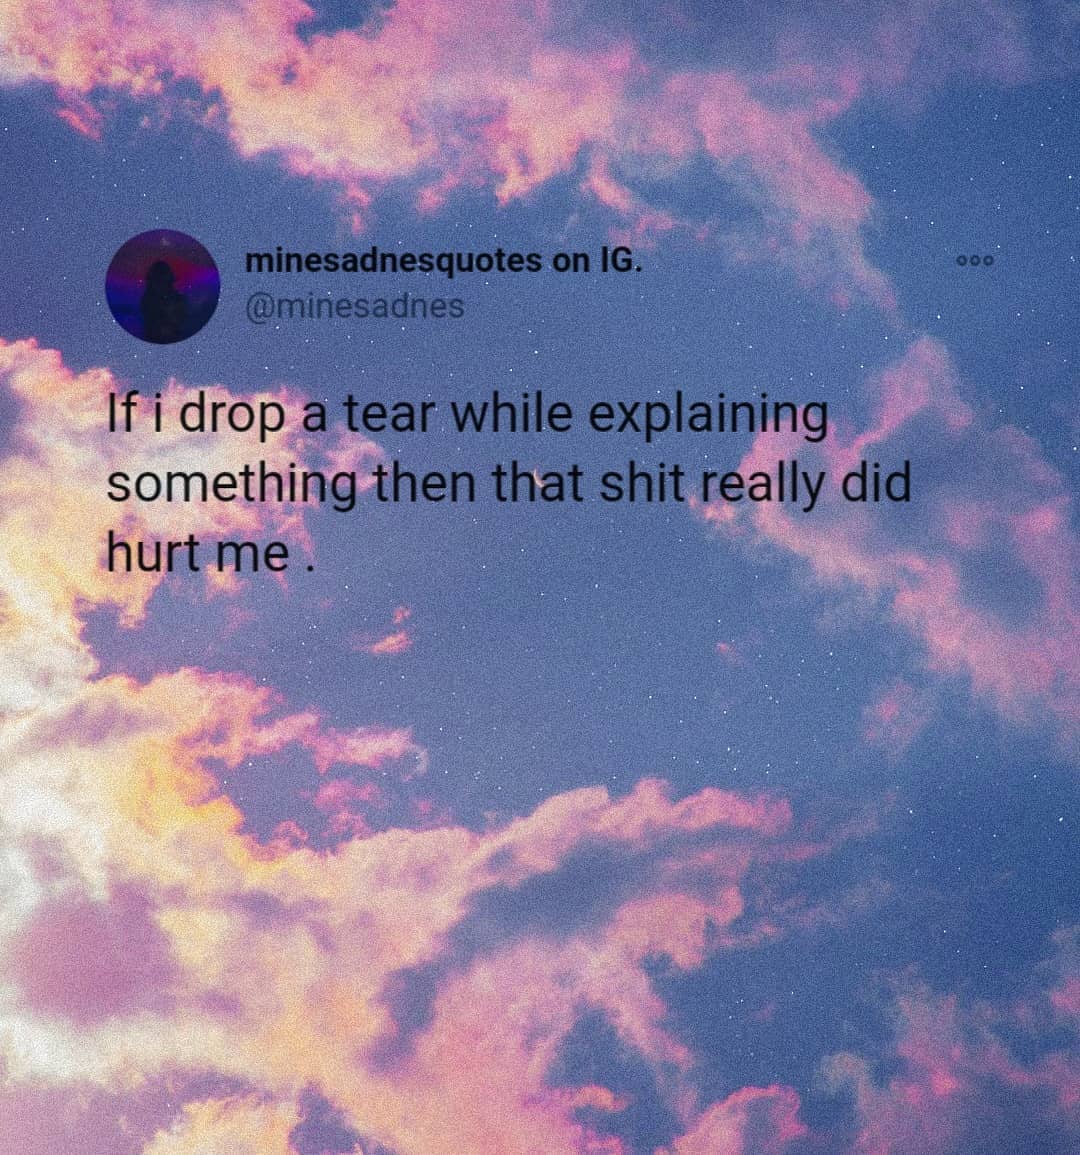 minesadnesquotes on IG.
@minesadnes
If i drop a tear while explaining
something then that shit really did
hurt me .